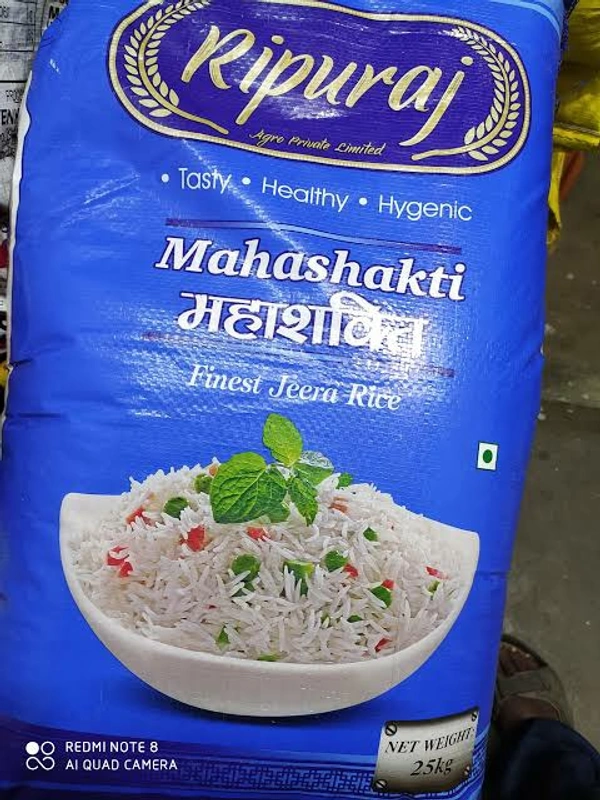 Ripuraj
Agro Private Limited
• Tasty • Healthy • Hygenic
Mahashakti
महाशक्ति
Finest Jeera Rice
NET WEIGHT:
25kg
REDMI NOTE 8
AI QUAD CAMERA